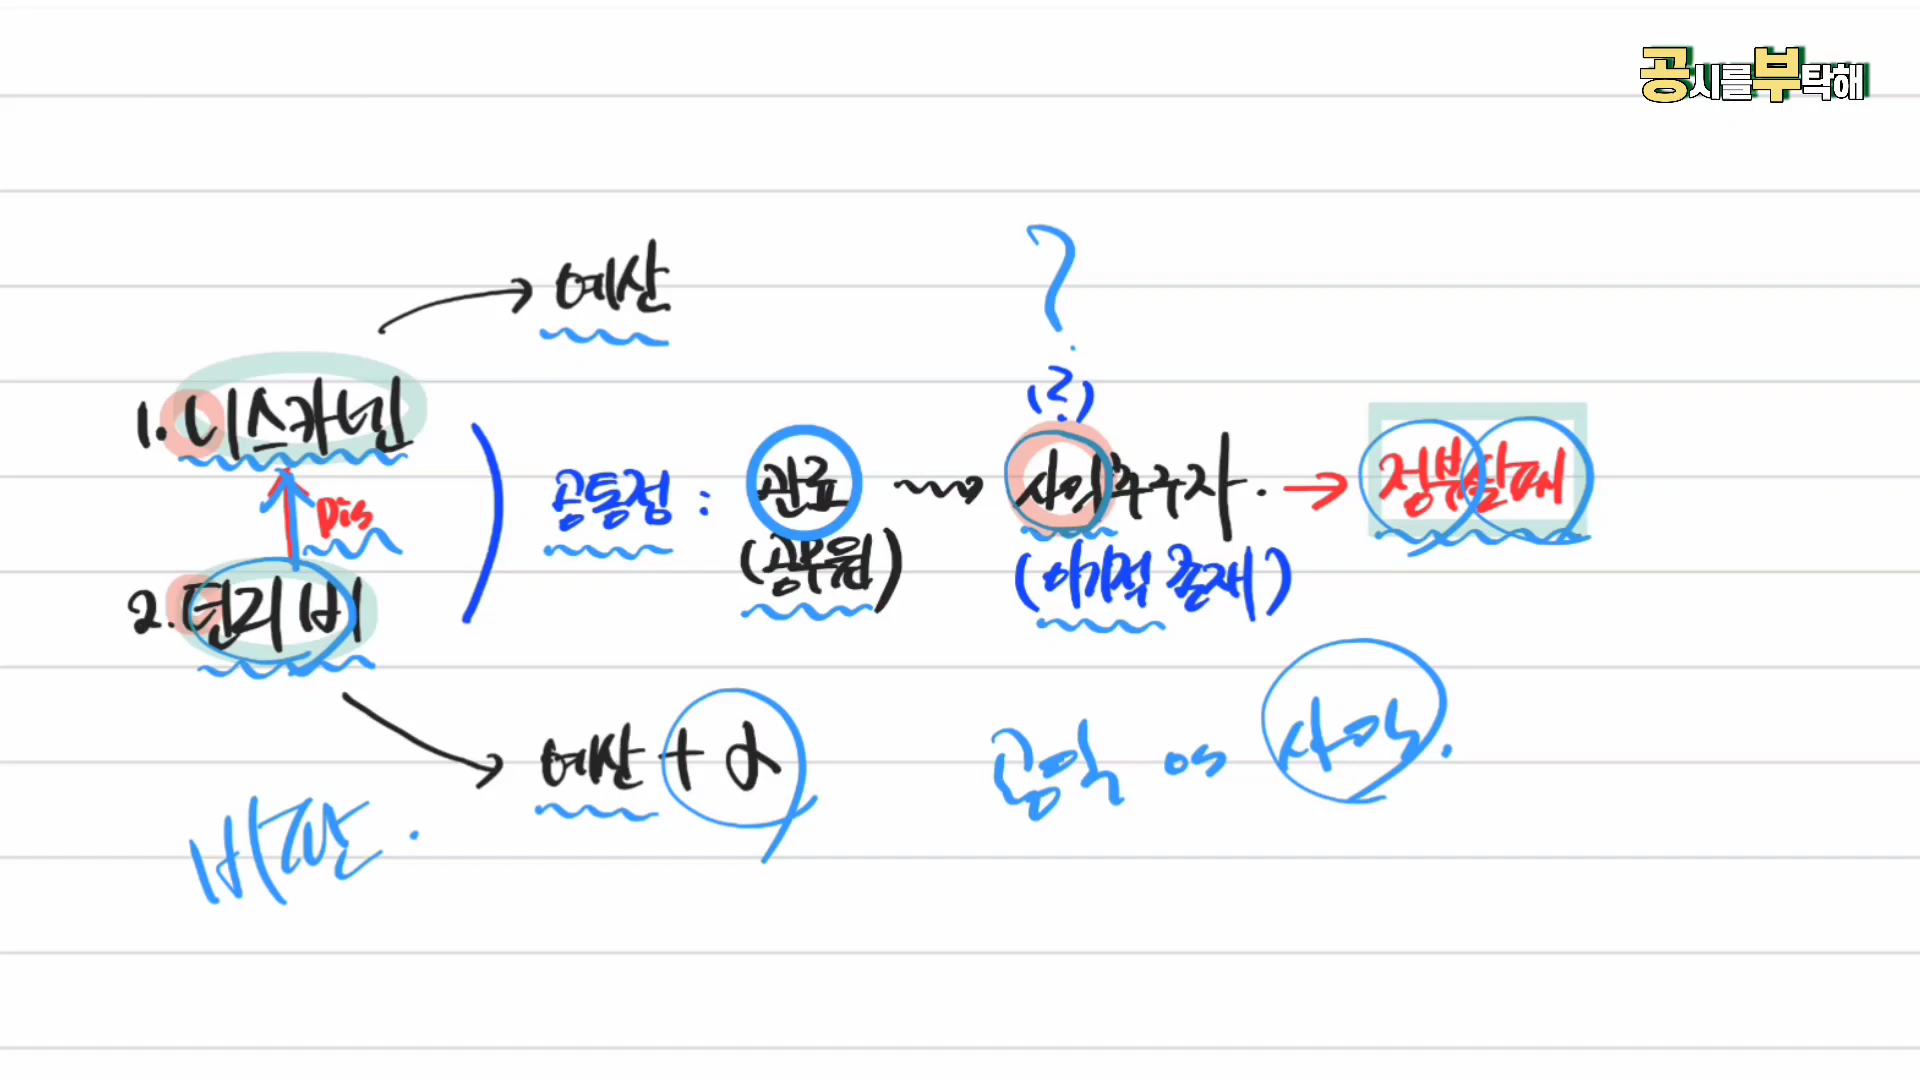 공시를부탁해
예산
?
(?)
1. 니스카넨
Dis
공통점 : 관료 사익추구자. → 정부실패
(공무원) (이기적 존재)
2. 던리비
예산 + α
공익 vs 사익.
비판.